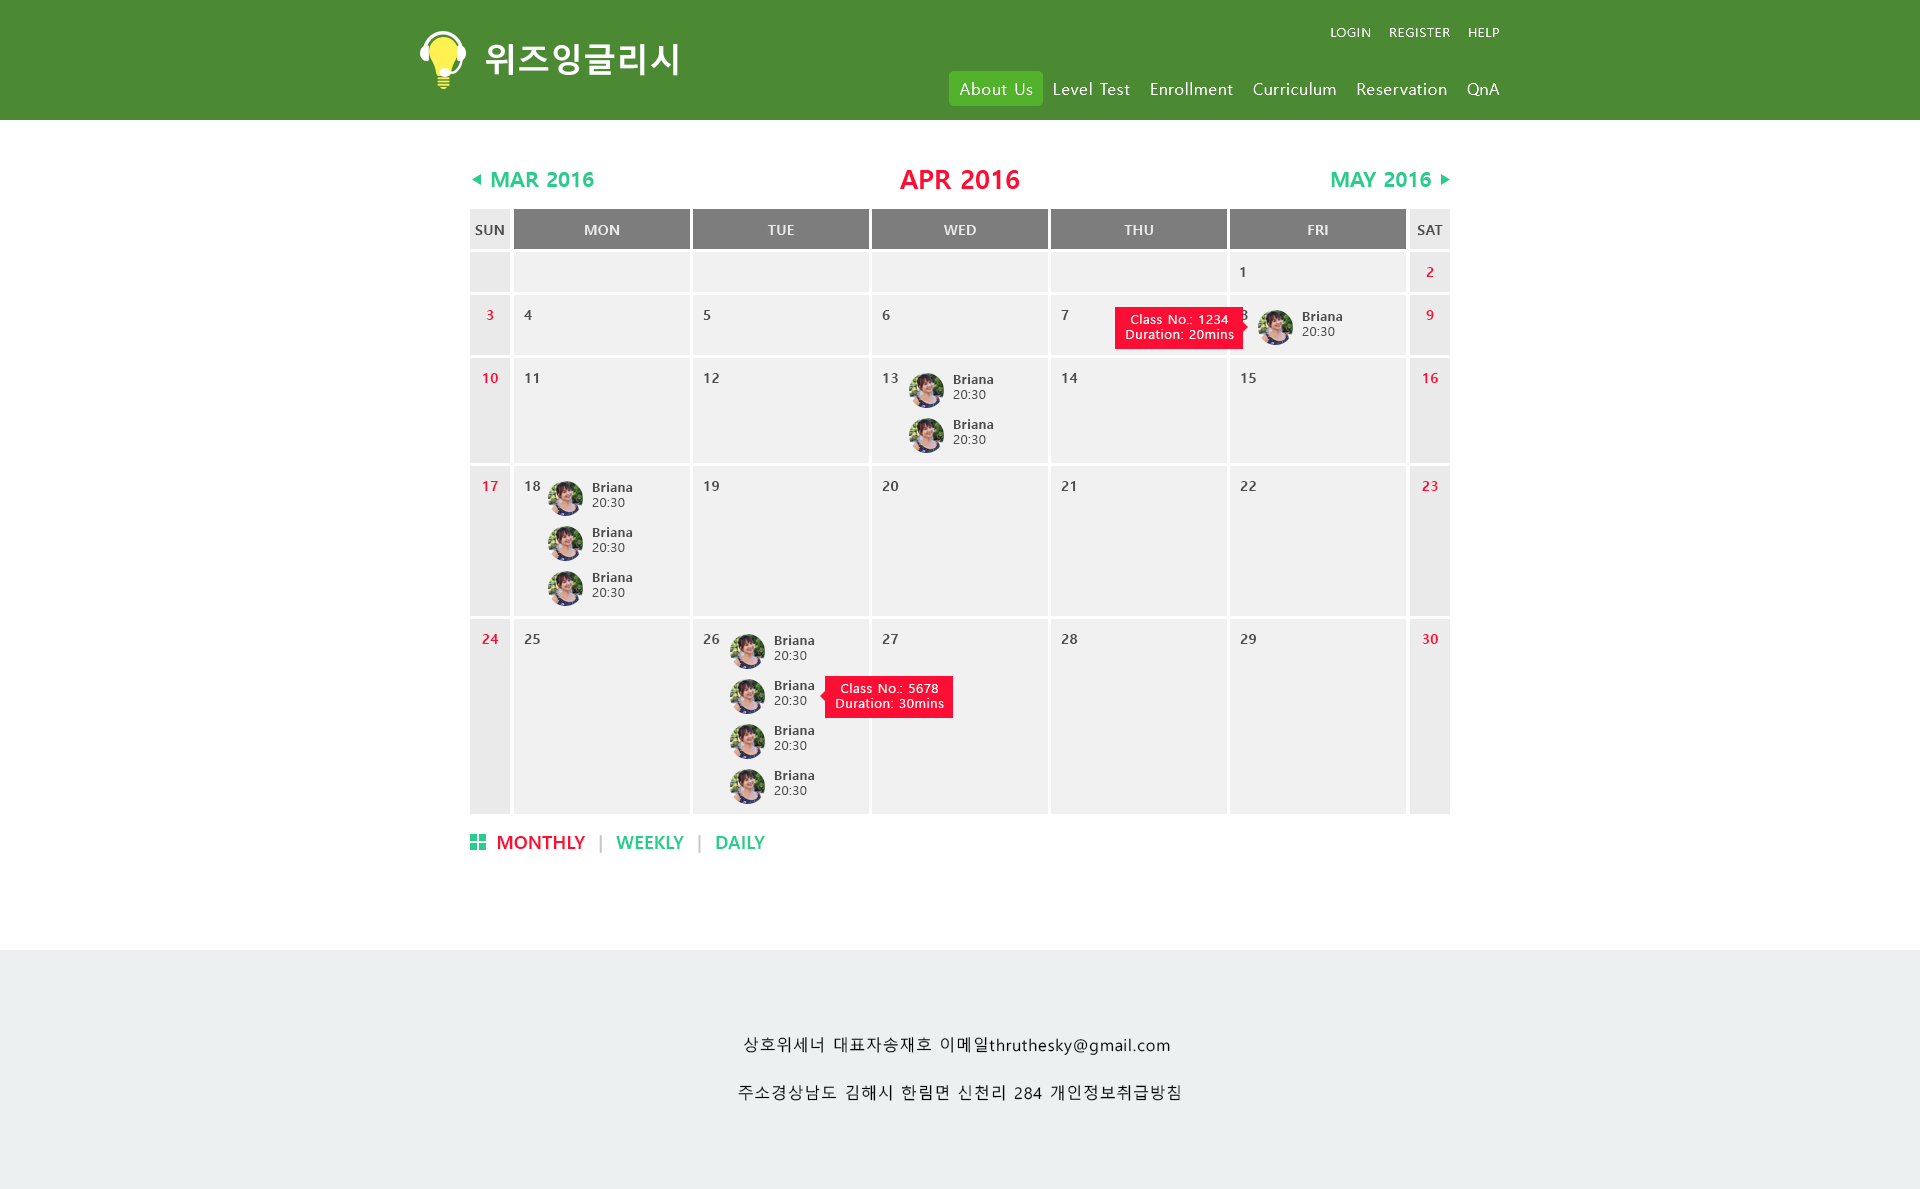 위즈잉글리시
LOGIN REGISTER HELP
About Us Level Test Enrollment Curriculum Reservation QnA
MAR 2016 APR 2016 MAY 2016
SUN MON TUE WED THU FRI SAT
1 2
3 4 5 6 7 8 9
Class No.: 1234
Duration: 20mins
Briana
20:30
10 11 12 13 14 15 16
Briana
20:30
Briana
20:30
17 18 19 20 21 22 23
Briana
20:30
Briana
20:30
Briana
20:30
24 25 26 27 28 29 30
Briana
20:30
Briana
20:30
Class No.: 5678
Duration: 30mins
Briana
20:30
Briana
20:30
MONTHLY | WEEKLY | DAILY
상호위세너 대표자송재호 이메일thruthesky@gmail.com
주소경상남도 김해시 한림면 신천리 284 개인정보취급방침